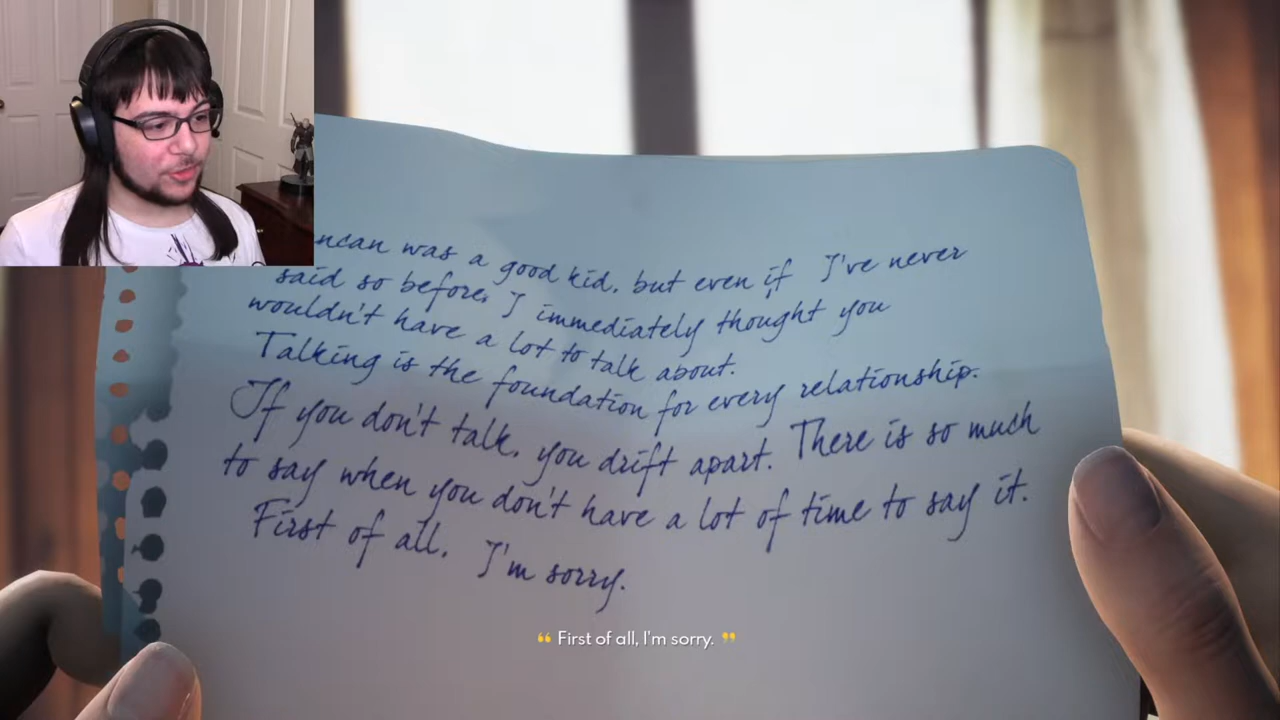 was a good kid, but even if I've never
said so before, I immediately thought you
wouldn't have a lot to talk about.
Talking is the foundation for every relationship.
If you don't talk, you drift apart. There is so much
to say when you don't have a lot of time to say it.
First of all, I'm sorry.
“ First of all, I'm sorry. ”